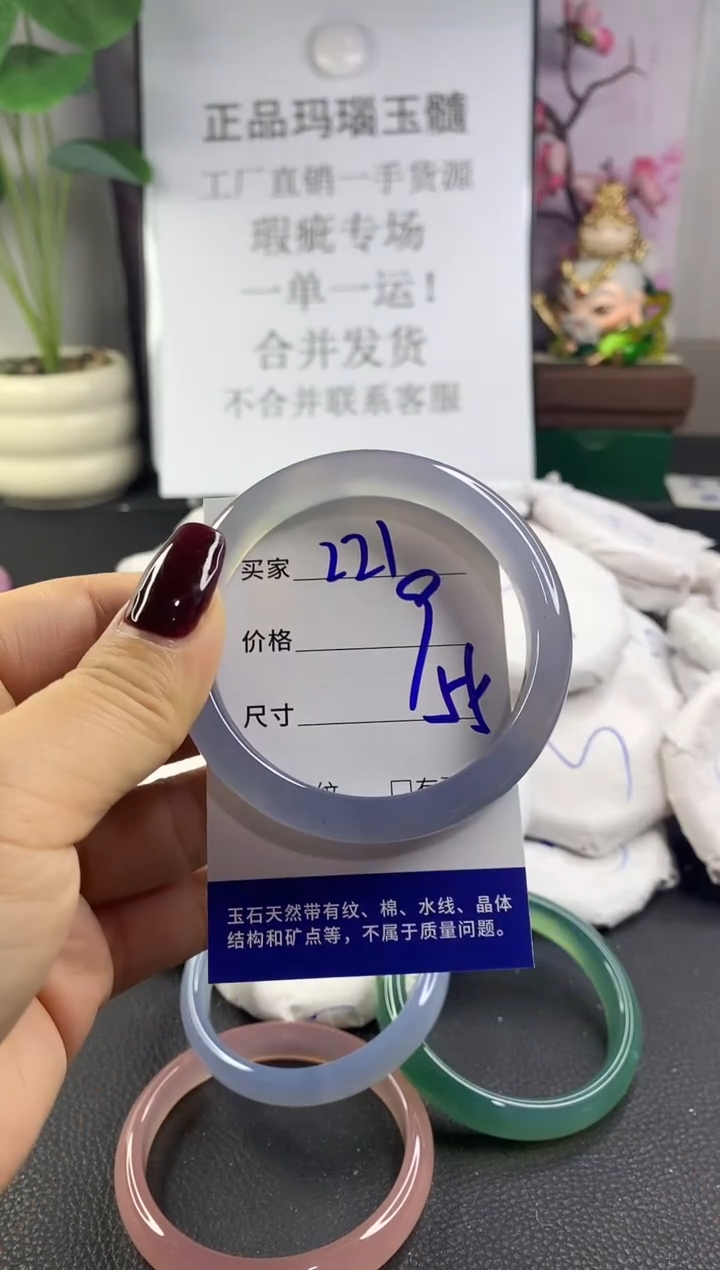 正品玛瑙玉髓
工厂直销一手货源
瑕疵专场
一单一运！
合并发货
不合并联系客服
买家 221
价格
尺寸
纹 □有
玉石天然带有纹、棉、水线、晶体
结构和矿点等，不属于质量问题。